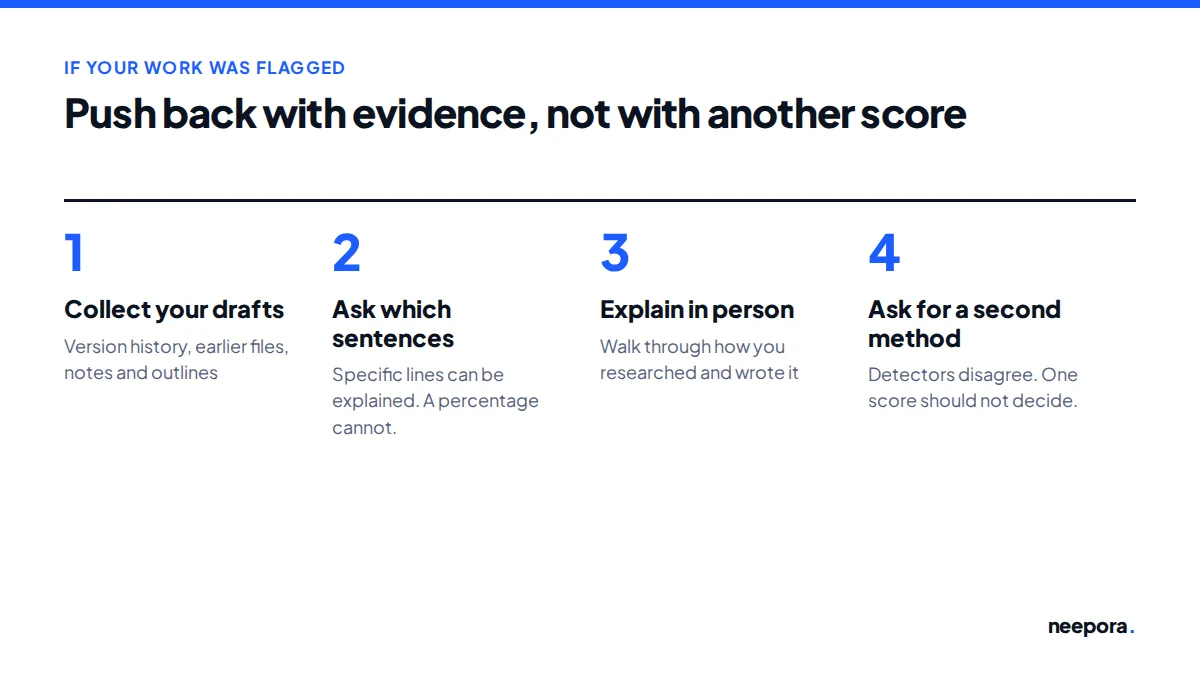 IF YOUR WORK WAS FLAGGED
Push back with evidence, not with another score
1
Collect your drafts
Version history, earlier files,
notes and outlines
2
Ask which
sentences
Specific lines can be
explained. A percentage
cannot.
3
Explain in person
Walk through how you
researched and wrote it
4
Ask for a second
method
Detectors disagree. One
score should not decide.
neepora.